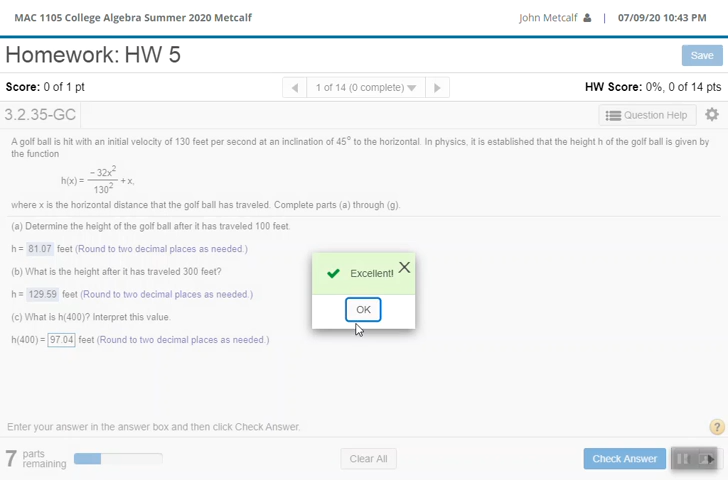 MAC 1105 College Algebra Summer 2020 Metcalf
John Metcalf | 07/09/20 10:43 PM
Homework: HW 5
Save
Score: 0 of 1 pt
1 of 14 (0 complete)
HW Score: 0%, 0 of 14 pts
3.2.35-GC
Question Help
A golf ball is hit with an initial velocity of 130 feet per second at an inclination of 45° to the horizontal. In physics, it is established that the height h of the golf ball is given by
the function
h(x) = −32x² / 130² + x,
where x is the horizontal distance that the golf ball has traveled. Complete parts (a) through (g).
(a) Determine the height of the golf ball after it has traveled 100 feet.
h = 81.07 feet (Round to two decimal places as needed.)
(b) What is the height after it has traveled 300 feet?
h = 129.59 feet (Round to two decimal places as needed.)
(c) What is h(400)? Interpret this value.
h(400) = 97.04 feet (Round to two decimal places as needed.)
Excellent!
OK
Enter your answer in the answer box and then click Check Answer.
?
7 parts
remaining
Clear All
Check Answer